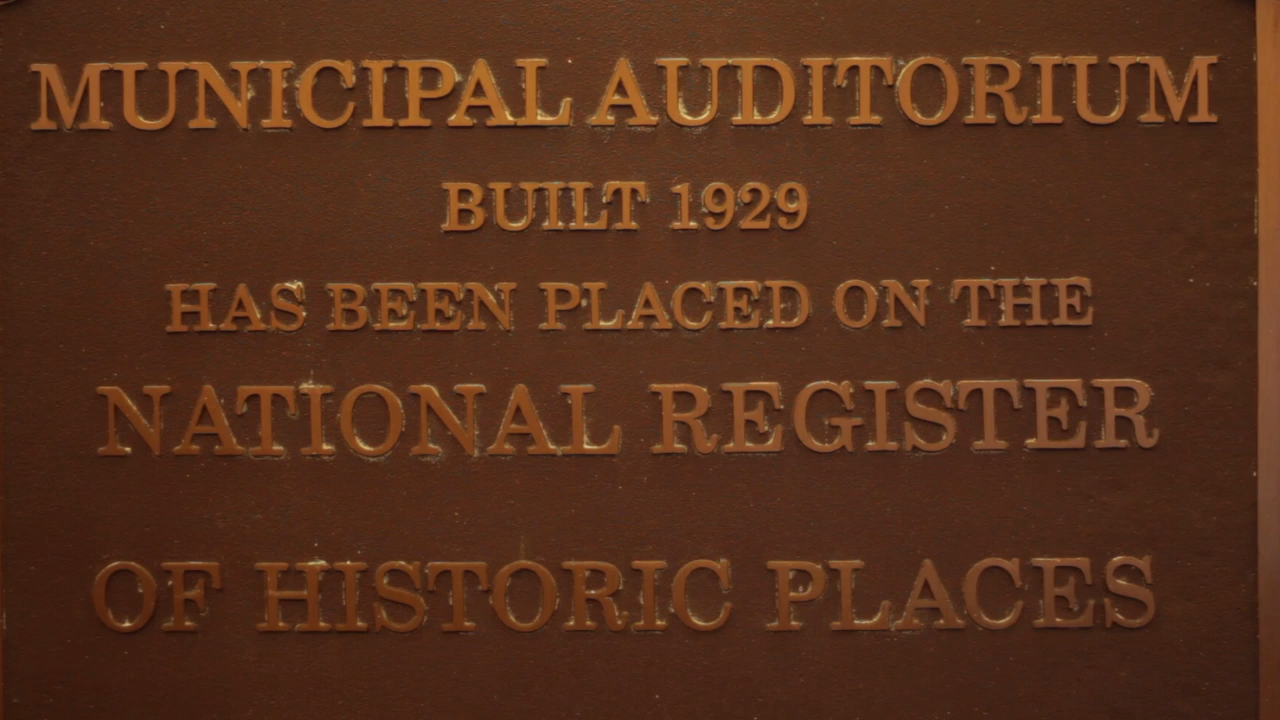 MUNICIPAL AUDITORIUM
BUILT 1929
HAS BEEN PLACED ON THE
NATIONAL REGISTER
OF HISTORIC PLACES